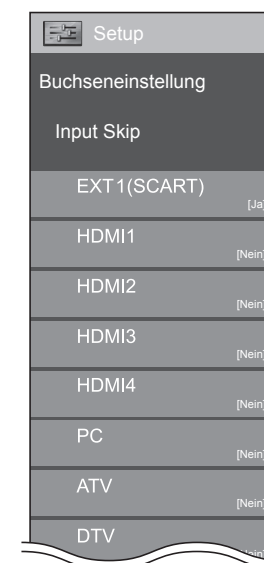 Setup
Buchseneinstellung
Input Skip
EXT1(SCART)
[Ja]
HDMI1
[Nein]
HDMI2
[Nein]
HDMI3
[Nein]
HDMI4
[Nein]
PC
[Nein]
ATV
[Nein]
DTV